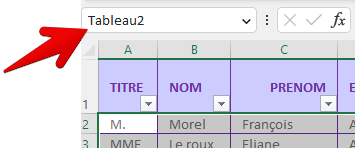 Tableau2
fx
A B C
1 TITRE NOM PRENOM E
2 M. Morel François A
3 MME Le roux Eliane A